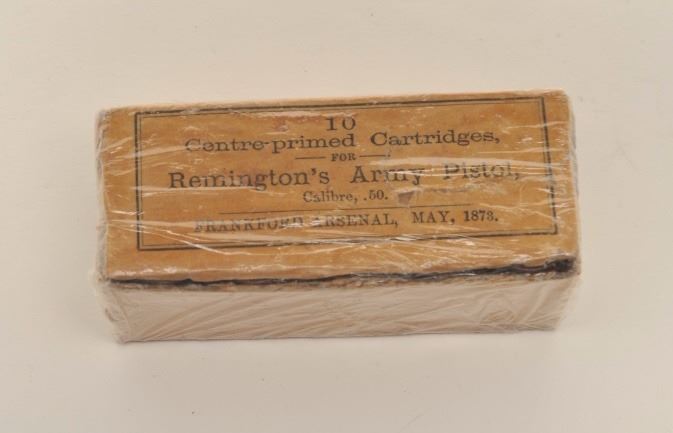 10
Centre-primed Cartridges,
FOR
Remington's Army Pistol,
Calibre, .50.
FRANKFORD ARSENAL, MAY, 1873.